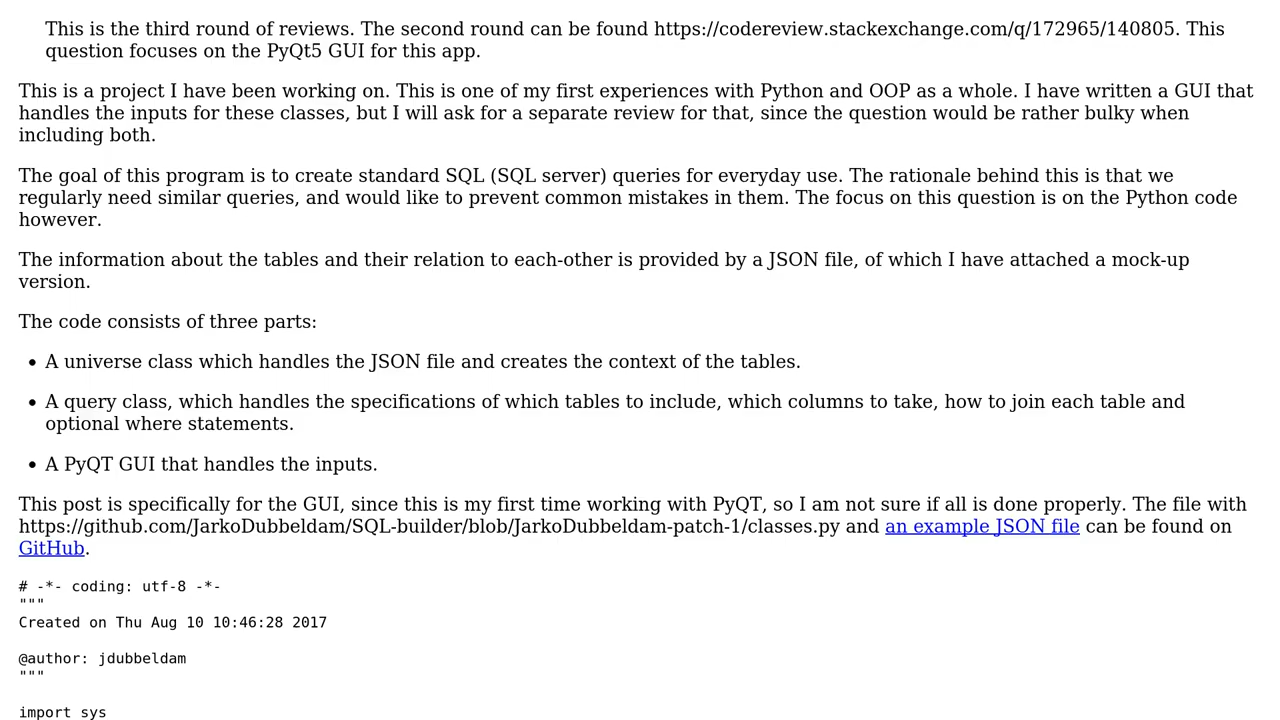 This is the third round of reviews. The second round can be found https://codereview.stackexchange.com/q/172965/140805. This
question focuses on the PyQt5 GUI for this app.
This is a project I have been working on. This is one of my first experiences with Python and OOP as a whole. I have written a GUI that
handles the inputs for these classes, but I will ask for a separate review for that, since the question would be rather bulky when
including both.
The goal of this program is to create standard SQL (SQL server) queries for everyday use. The rationale behind this is that we
regularly need similar queries, and would like to prevent common mistakes in them. The focus on this question is on the Python code
however.
The information about the tables and their relation to each-other is provided by a JSON file, of which I have attached a mock-up
version.
The code consists of three parts:
• A universe class which handles the JSON file and creates the context of the tables.
• A query class, which handles the specifications of which tables to include, which columns to take, how to join each table and
optional where statements.
• A PyQT GUI that handles the inputs.
This post is specifically for the GUI, since this is my first time working with PyQT, so I am not sure if all is done properly. The file with
https://github.com/JarkoDubbeldam/SQL-builder/blob/JarkoDubbeldam-patch-1/classes.py and an example JSON file can be found on
GitHub.
# -*- coding: utf-8 -*-
"""
Created on Thu Aug 10 10:46:28 2017
@author: jdubbeldam
"""
import sys